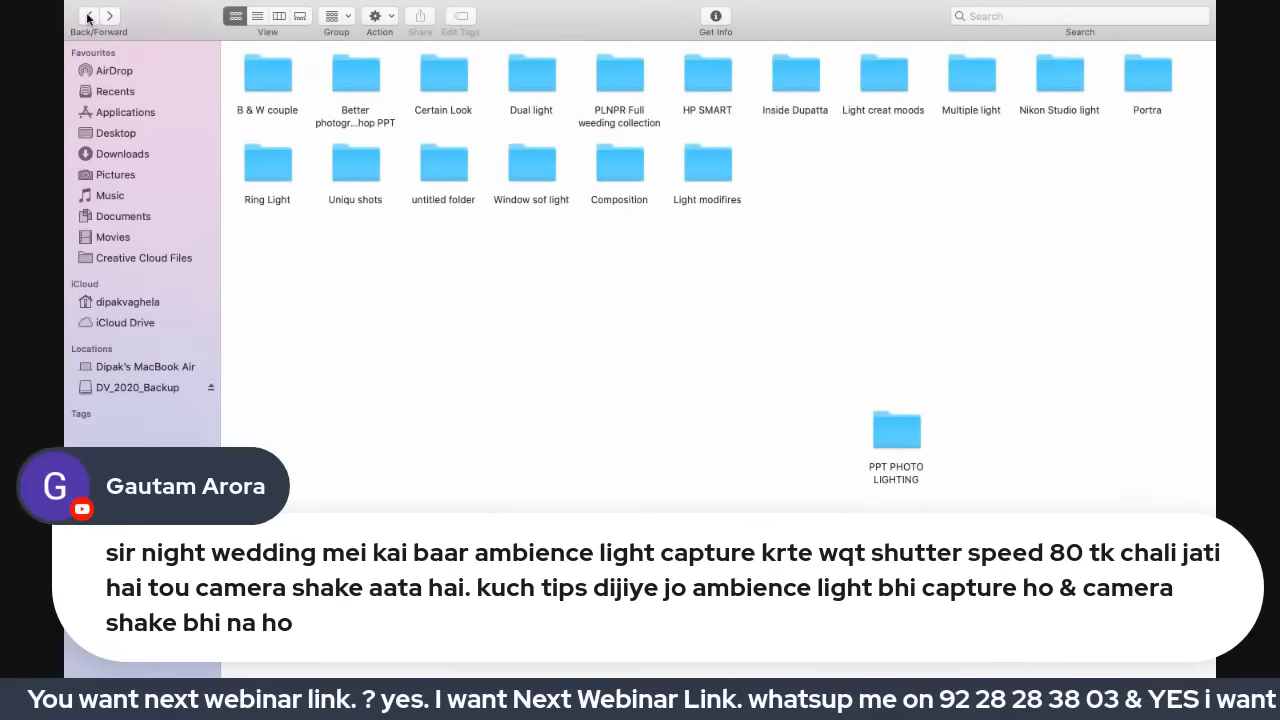 Back/Forward
View
Group
Action
Share
Edit Tags
Get Info
Search
Search
Favourites
AirDrop
Recents
Applications
Desktop
Downloads
Pictures
Music
Documents
Movies
Creative Cloud Files
iCloud
dipakvaghela
iCloud Drive
Locations
Dipak's MacBook Air
DV_2020_Backup
Tags
B & W couple
Better
photogr...hop PPT
Certain Look
Dual light
PLNPR Full
weeding collection
HP SMART
Inside Dupatta
Light creat moods
Multiple light
Nikon Studio light
Portra
Ring Light
Uniqu shots
untitled folder
Window sof light
Composition
Light modifires
PPT PHOTO
LIGHTING
G
Gautam Arora
sir night wedding mei kai baar ambience light capture krte wqt shutter speed 80 tk chali jati
hai tou camera shake aata hai. kuch tips dijiye jo ambience light bhi capture ho & camera
shake bhi na ho
You want next webinar link. ? yes. I want Next Webinar Link. whatsup me on 92 28 28 38 03 & YES i want